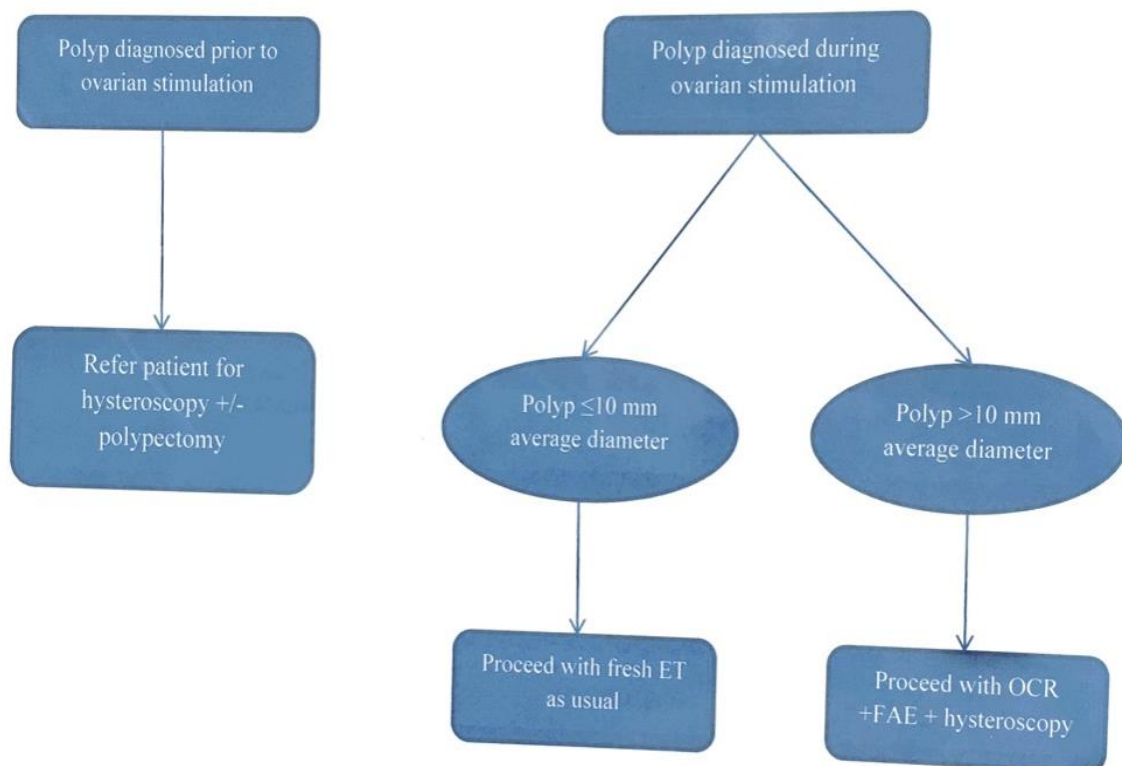 Polyp diagnosed prior to
ovarian stimulation
Refer patient for
hysteroscopy +/-
polypectomy
Polyp diagnosed during
ovarian stimulation
Polyp ≤10 mm
average diameter
Polyp >10 mm
average diameter
Proceed with fresh ET
as usual
Proceed with OCR
+FAE + hysteroscopy